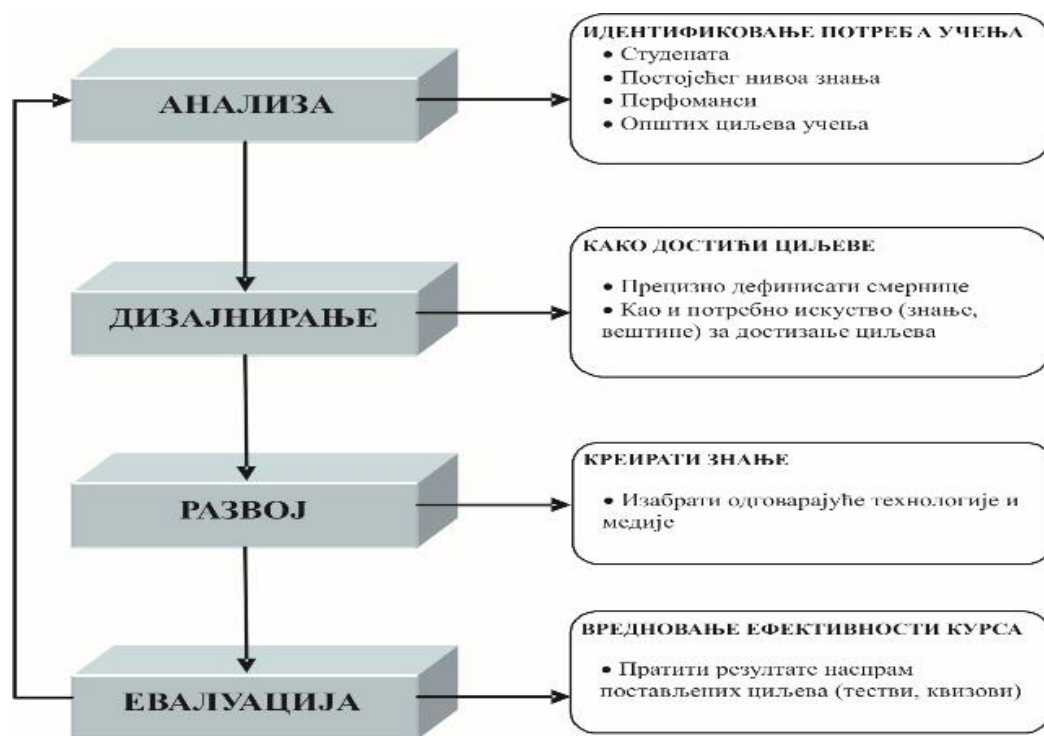 АНАЛИЗА
ИДЕНТИФИКОВАЊЕ ПОТРЕБА УЧЕЊА
• Студената
• Постојећег нивоа знања
• Перфоманси
• Општих циљева учења
ДИЗАЈНИРАЊЕ
КАКО ДОСТИЋИ ЦИЉЕВЕ
• Прецизно дефинисати смернице
• Као и потребно искуство (знање,
вештине) за достизање циљева
РАЗВОЈ
КРЕИРАТИ ЗНАЊЕ
• Изабрати одговарајуће технологије и
медије
ЕВАЛУАЦИЈА
ВРЕДНОВАЊЕ ЕФЕКТИВНОСТИ КУРСА
• Пратити резултате наспрам
постављених циљева (тестви, квизови)